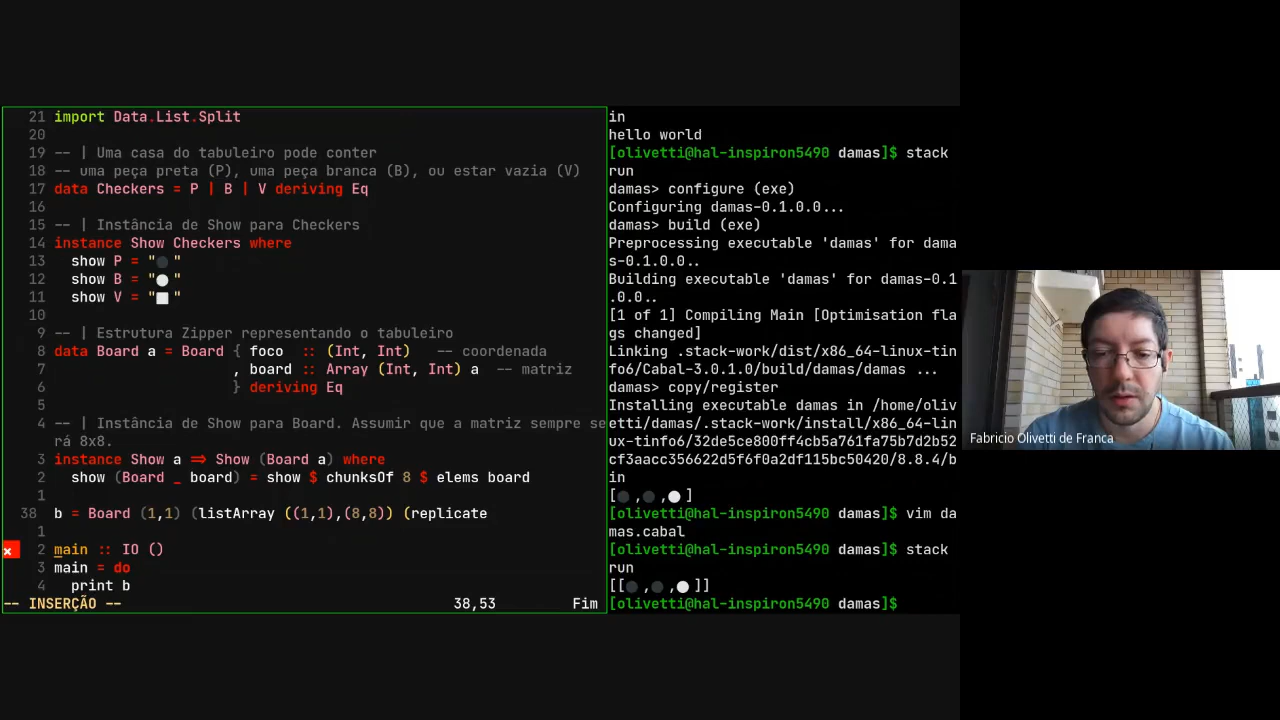 21 import Data.List.Split
20
19 -- | Uma casa do tabuleiro pode conter
18 -- uma peça preta (P), uma peça branca (B), ou estar vazia (V)
17 data Checkers = P | B | V deriving Eq
16
15 -- | Instância de Show para Checkers
14 instance Show Checkers where
13 show P = "⚫"
12 show B = "⚪"
11 show V = "⬜"
10
9 -- | Estrutura Zipper representando o tabuleiro
8 data Board a = Board { foco :: (Int, Int) -- coordenada
7 , board :: Array (Int, Int) a -- matriz
6 } deriving Eq
5
4 -- | Instância de Show para Board. Assumir que a matriz sempre se
rá 8x8.
3 instance Show a ⇒ Show (Board a) where
2 show (Board _ board) = show $ chunksOf 8 $ elems board
1
38 b = Board (1,1) (listArray ((1,1),(8,8)) (replicate
1
× 2 main :: IO ()
3 main = do
4 print b
-- INSERÇÃO -- 38,53 Fim
in
hello world
[olivetti@hal-inspiron5490 damas]$ stack
run
damas> configure (exe)
Configuring damas-0.1.0.0...
damas> build (exe)
Preprocessing executable 'damas' for dama
s-0.1.0.0..
Building executable 'damas' for damas-0.1
.0.0..
[1 of 1] Compiling Main [Optimisation fla
gs changed]
Linking .stack-work/dist/x86_64-linux-tin
fo6/Cabal-3.0.1.0/build/damas/damas ...
damas> copy/register
Installing executable damas in /home/oliv
etti/damas/.stack-work/install/x86_64-lin
ux-tinfo6/32de5ce800ff4cb5a761fa75b7d2b52
cf3aacc356622d5f6f0a2df115bc50420/8.8.4/b
in
[⚫,⚫,⚪]
[olivetti@hal-inspiron5490 damas]$ vim da
mas.cabal
[olivetti@hal-inspiron5490 damas]$ stack
run
[[⚫,⚫,⚪]]
[olivetti@hal-inspiron5490 damas]$
Fabricio Olivetti de Franca